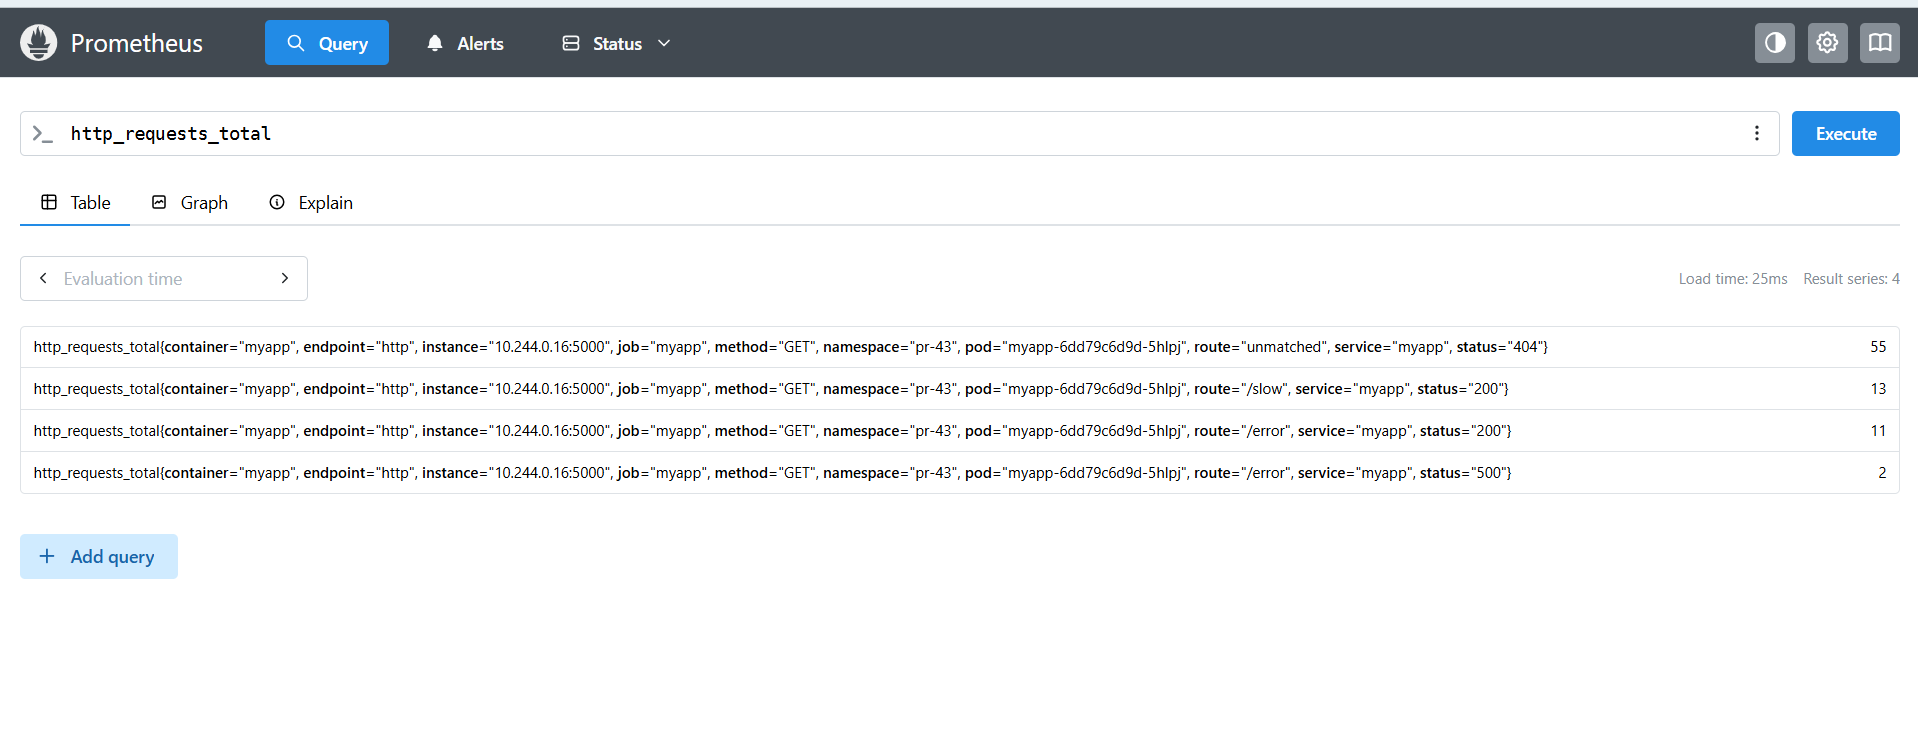 Prometheus Query Alerts Status
http_requests_total Execute
Table Graph Explain
Evaluation time Load time: 25ms Result series: 4
http_requests_total{container="myapp", endpoint="http", instance="10.244.0.16:5000", job="myapp", method="GET", namespace="pr-43", pod="myapp-6dd79c6d9d-5hlpj", route="unmatched", service="myapp", status="404"} 55
http_requests_total{container="myapp", endpoint="http", instance="10.244.0.16:5000", job="myapp", method="GET", namespace="pr-43", pod="myapp-6dd79c6d9d-5hlpj", route="/slow", service="myapp", status="200"} 13
http_requests_total{container="myapp", endpoint="http", instance="10.244.0.16:5000", job="myapp", method="GET", namespace="pr-43", pod="myapp-6dd79c6d9d-5hlpj", route="/error", service="myapp", status="200"} 11
http_requests_total{container="myapp", endpoint="http", instance="10.244.0.16:5000", job="myapp", method="GET", namespace="pr-43", pod="myapp-6dd79c6d9d-5hlpj", route="/error", service="myapp", status="500"} 2
Add query